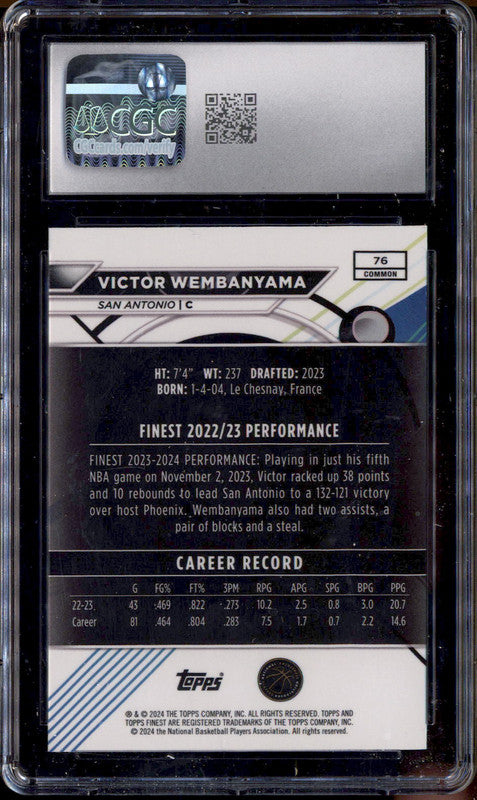 CGC
CGCcards.com/verify
76
COMMON
VICTOR WEMBANYAMA
SAN ANTONIO | C
HT: 7'4" WT: 237 DRAFTED: 2023
BORN: 1-4-04, Le Chesnay, France
FINEST 2022/23 PERFORMANCE
FINEST 2023-2024 PERFORMANCE: Playing in just his fifth
NBA game on November 2, 2023, Victor racked up 38 points
and 10 rebounds to lead San Antonio to a 132-121 victory
over host Phoenix. Wembanyama also had two assists, a
pair of blocks and a steal.
CAREER RECORD
G FG% FT% 3PM RPG APG SPG BPG PPG
22-23 43 .469 .822 .273 10.2 2.5 0.8 3.0 20.7
Career 81 .464 .804 .283 7.5 1.7 0.7 2.2 14.6
Topps®
® & © 2024 THE TOPPS COMPANY, INC. ALL RIGHTS RESERVED. TOPPS AND
TOPPS FINEST ARE REGISTERED TRADEMARKS OF THE TOPPS COMPANY, INC.
© 2024 the National Basketball Players Association. All rights reserved.